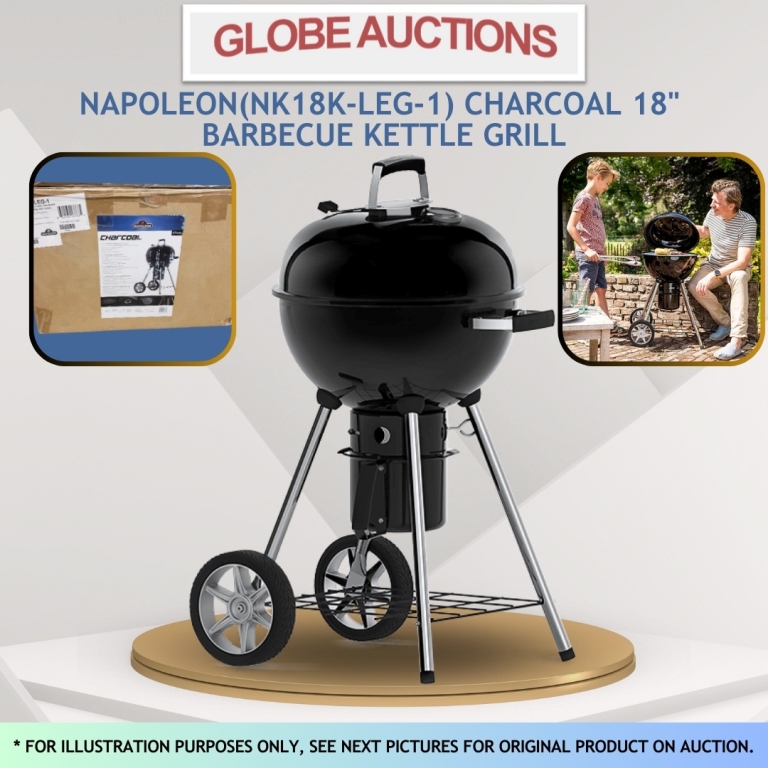 GLOBE AUCTIONS
NAPOLEON(NK18K-LEG-1) CHARCOAL 18"
BARBECUE KETTLE GRILL
LEG-1
CHARCOAL
* FOR ILLUSTRATION PURPOSES ONLY, SEE NEXT PICTURES FOR ORIGINAL PRODUCT ON AUCTION.